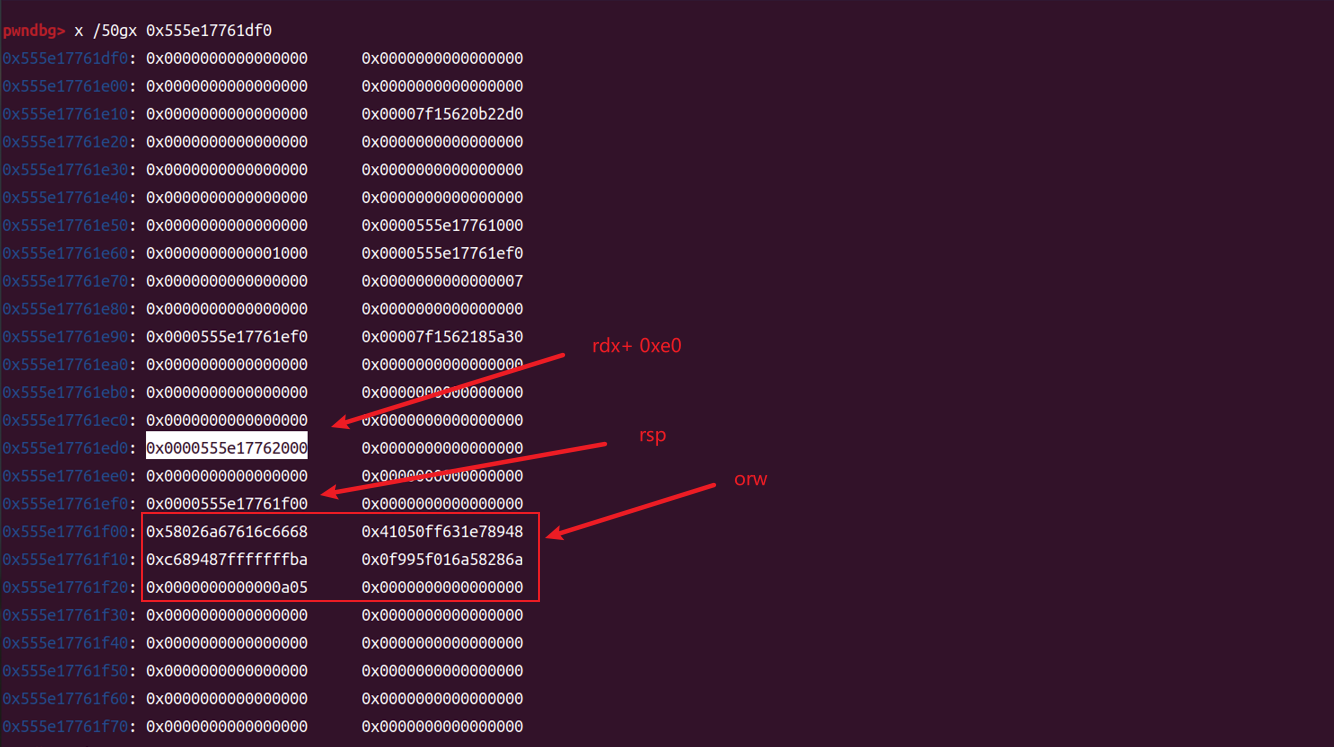 pwndbg> x /50gx 0x555e17761df0
0x555e17761df0: 0x0000000000000000 0x0000000000000000
0x555e17761e00: 0x0000000000000000 0x0000000000000000
0x555e17761e10: 0x0000000000000000 0x00007f15620b22d0
0x555e17761e20: 0x0000000000000000 0x0000000000000000
0x555e17761e30: 0x0000000000000000 0x0000000000000000
0x555e17761e40: 0x0000000000000000 0x0000000000000000
0x555e17761e50: 0x0000000000000000 0x0000555e17761000
0x555e17761e60: 0x0000000000001000 0x0000555e17761ef0
0x555e17761e70: 0x0000000000000000 0x0000000000000007
0x555e17761e80: 0x0000000000000000 0x0000000000000000
0x555e17761e90: 0x0000555e17761ef0 0x00007f1562185a30
rdx+ 0xe0
0x555e17761ea0: 0x0000000000000000 0x0000000000000000
0x555e17761eb0: 0x0000000000000000 0x0000000000000000
0x555e17761ec0: 0x0000000000000000 0x0000000000000000
rsp
0x555e17761ed0: 0x0000555e17762000 0x0000000000000000
0x555e17761ee0: 0x0000000000000000 0x0000000000000000
orw
0x555e17761ef0: 0x0000555e17761f00 0x0000000000000000
0x555e17761f00: 0x58026a67616c6668 0x41050ff631e78948
0x555e17761f10: 0xc689487fffffffba 0x0f995f016a58286a
0x555e17761f20: 0x0000000000000a05 0x0000000000000000
0x555e17761f30: 0x0000000000000000 0x0000000000000000
0x555e17761f40: 0x0000000000000000 0x0000000000000000
0x555e17761f50: 0x0000000000000000 0x0000000000000000
0x555e17761f60: 0x0000000000000000 0x0000000000000000
0x555e17761f70: 0x0000000000000000 0x0000000000000000